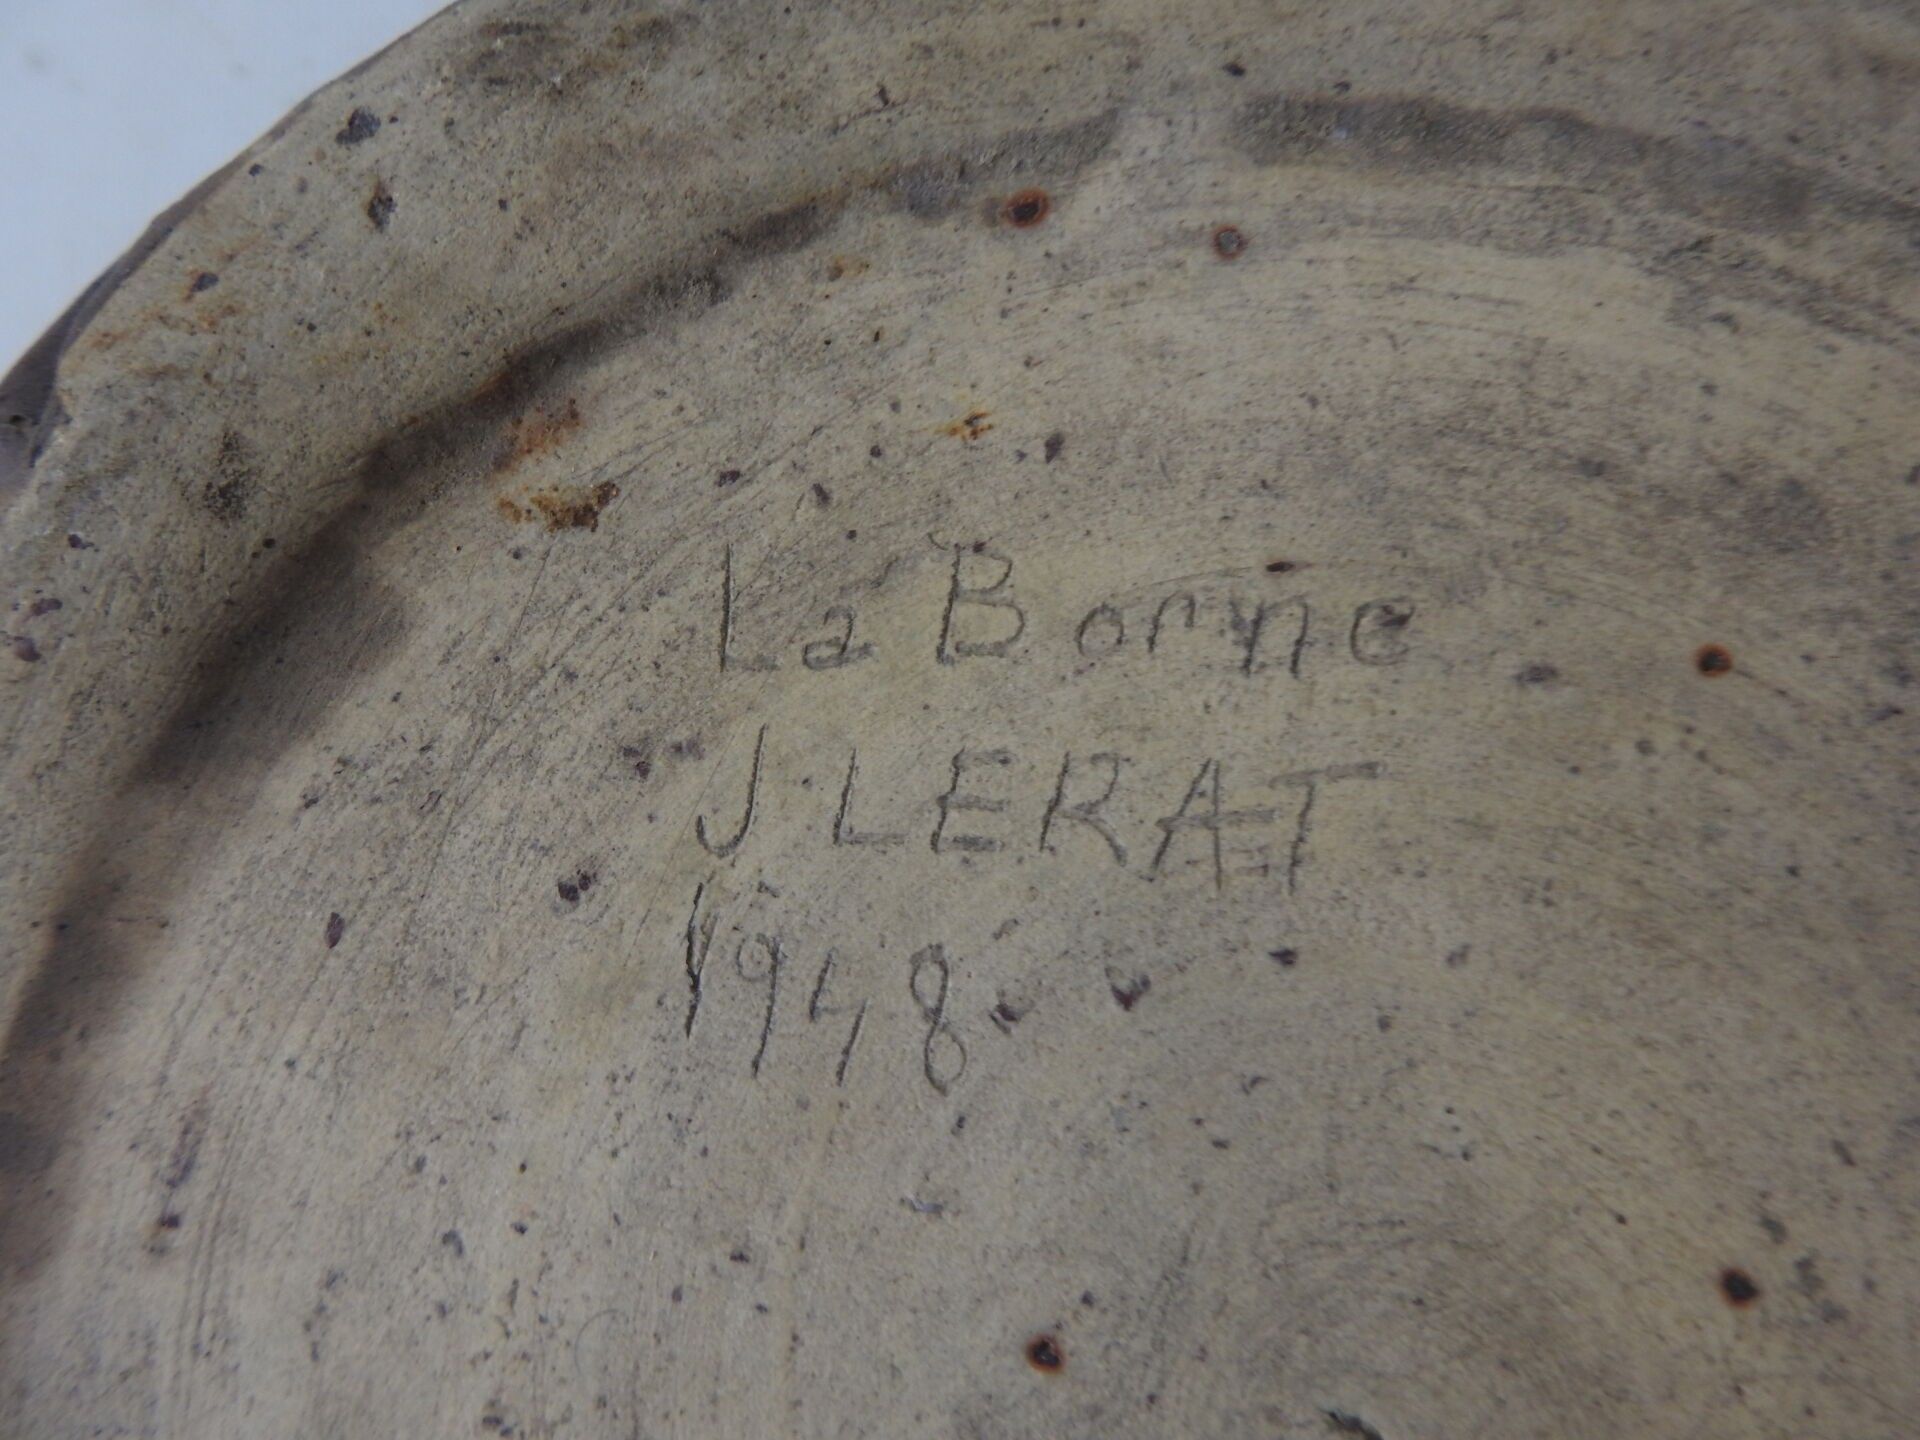 La Borne
J LERAT
1948